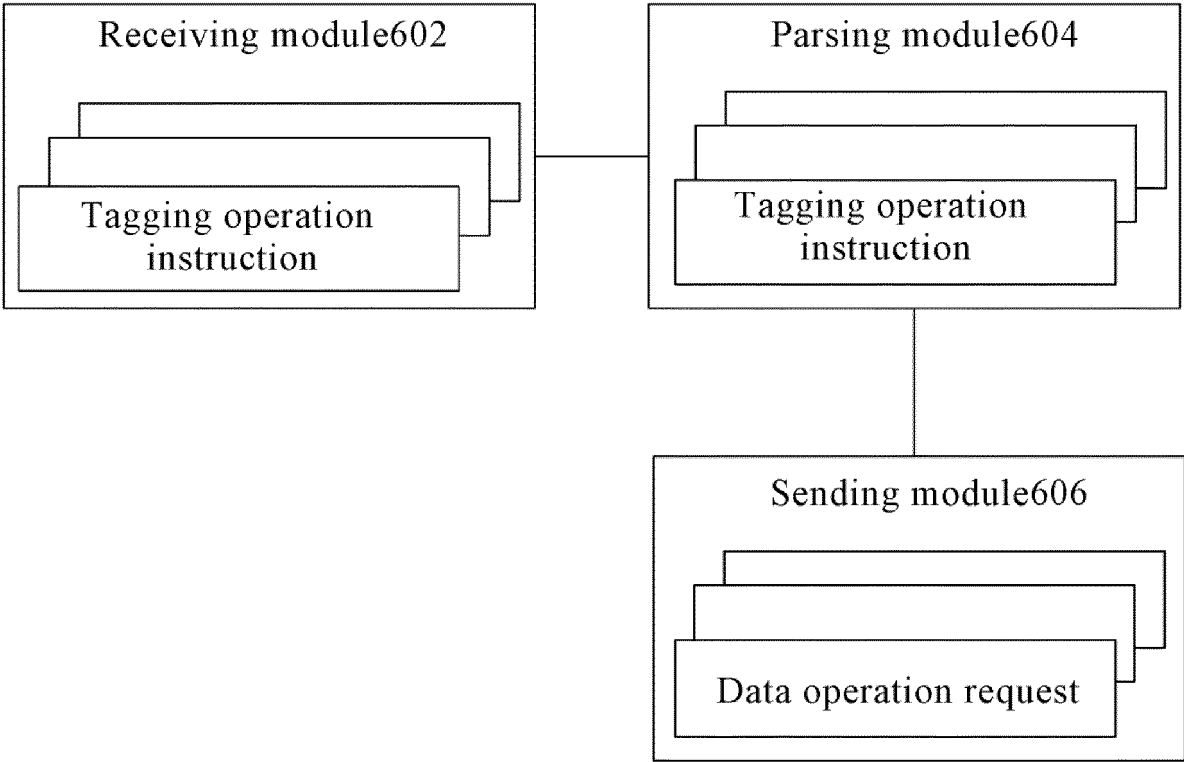 Receiving module602
Tagging operation
instruction
Parsing module604
Tagging operation
instruction
Sending module606
Data operation request